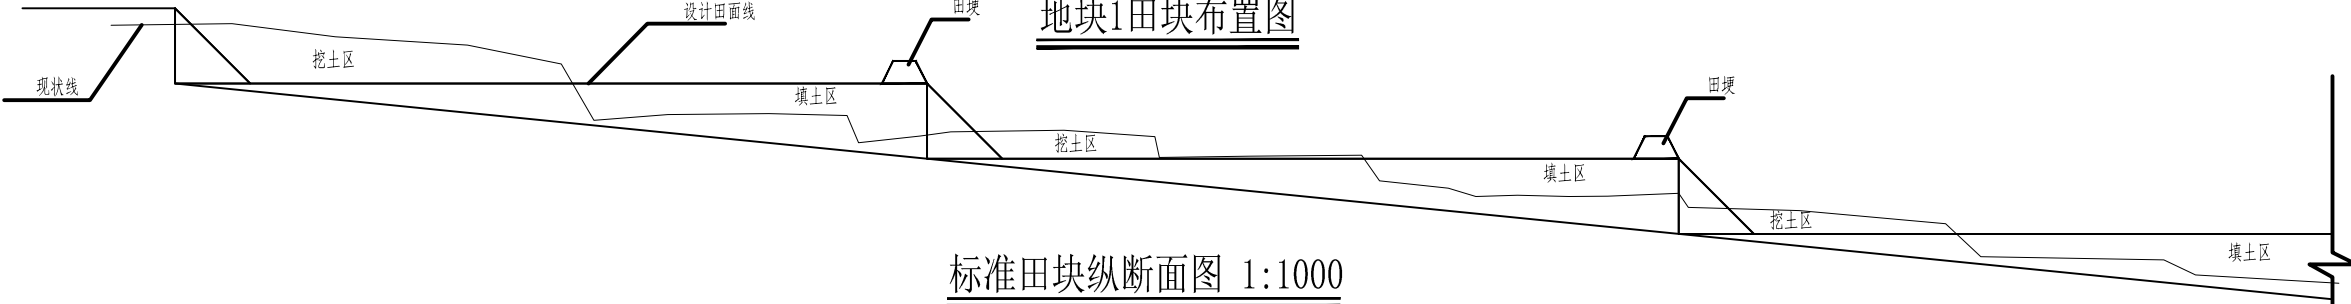 设计田面线
田埂
地块1田块布置图
挖土区
现状线
填土区
田埂
挖土区
填土区
挖土区
填土区
标准田块纵断面图 1:1000